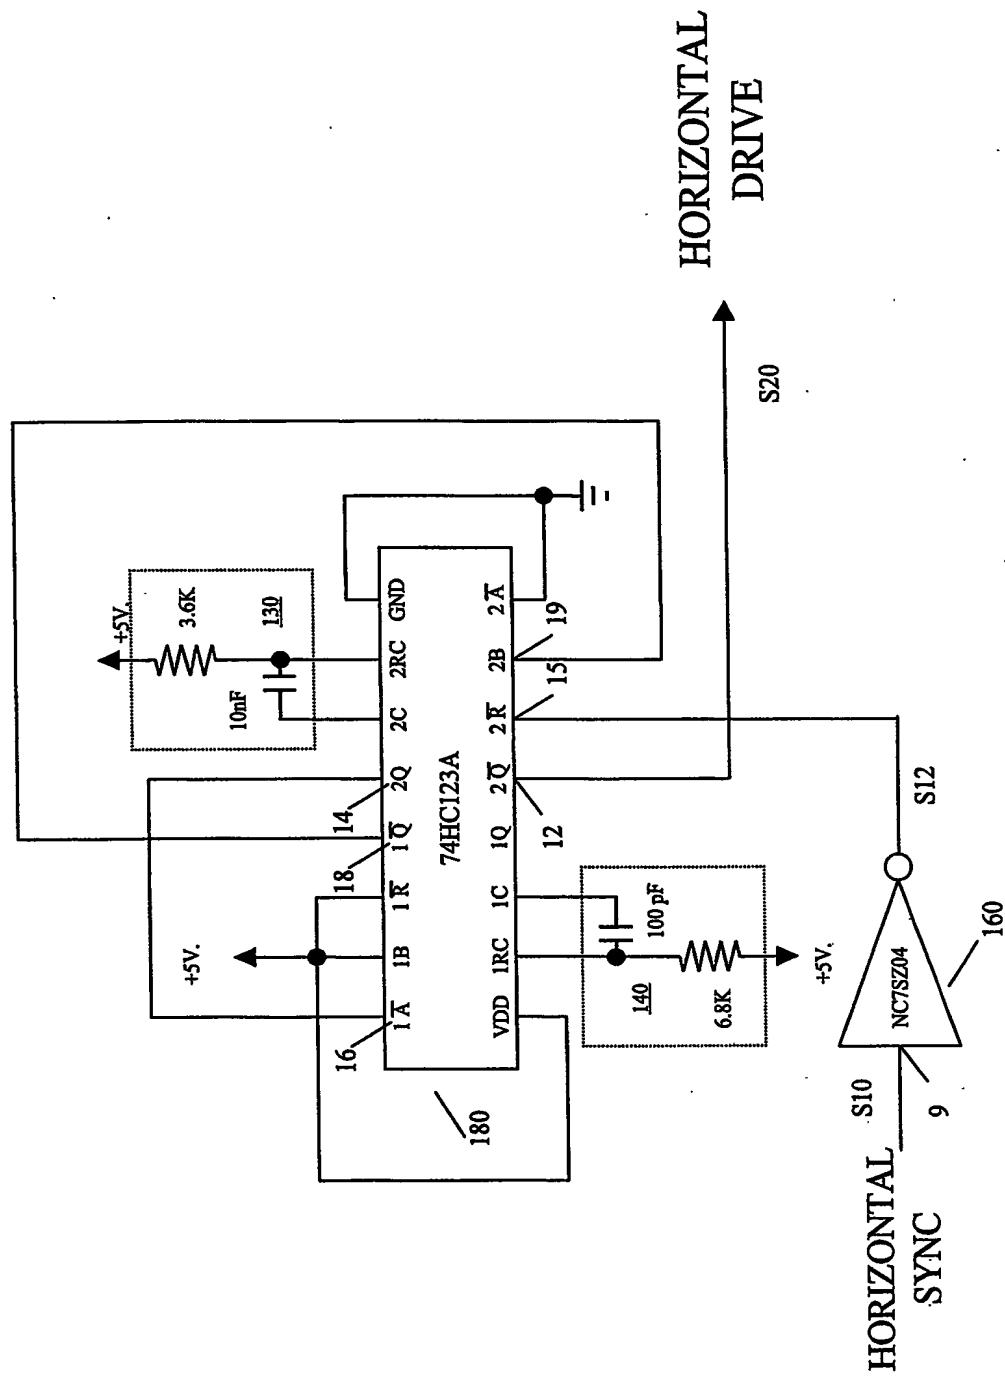 HORIZONTAL
DRIVE
S20
+5V.
3.6K
130
10nF
GND
2RC
2C
2Q
1Q̅
1R̅
1B
1A̅
14
18
+5V.
16
74HC123A
2A̅
2B
2R̅
2Q̅
1Q
1C
1RC
VDD
19
15
12
180
100 pF
140
6.8K
+5V.
S12
NC7SZ04
160
S10
9
HORIZONTAL
SYNC